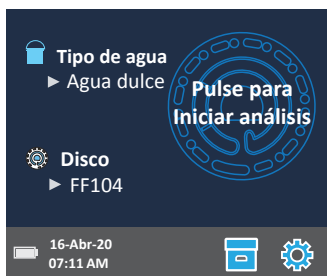 Tipo de agua
▶ Agua dulce
Pulse para
Iniciar análisis
Disco
▶ FF104
16-Abr-20
07:11 AM